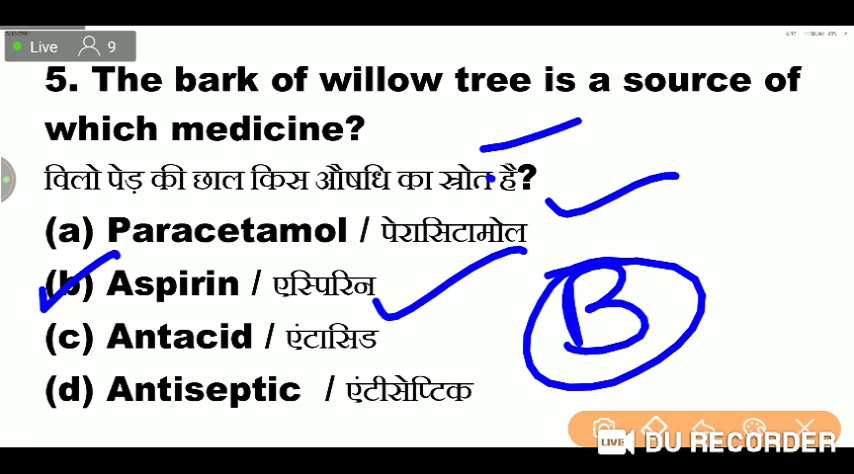 Live 9
5. The bark of willow tree is a source of
which medicine?
विलो पेड़ की छाल किस औषधि का स्रोत है?
(a) Paracetamol / पेरासिटामोल
(b) Aspirin / एस्पिरिन
B
(c) Antacid / एंटासिड
(d) Antiseptic / एंटीसेप्टिक
LIVE DU RECORDER